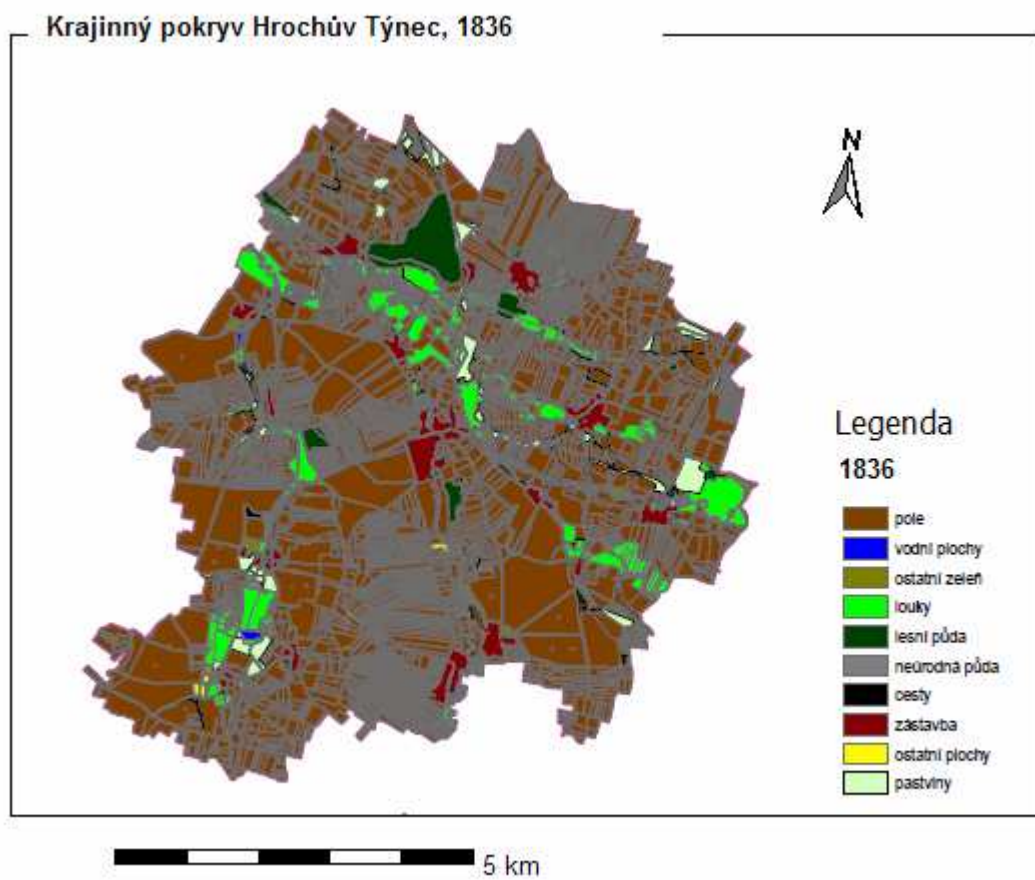 Krajinný pokryv Hrochův Týnec, 1836
N
Legenda
1836
pole
vodní plochy
ostatní zeleň
louky
lesní půda
neúrodná půda
cesty
zástavba
ostatní plochy
pastviny
5 km